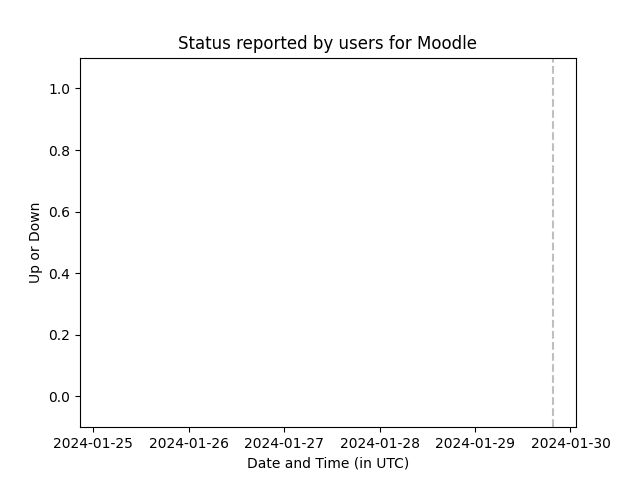 Status reported by users for Moodle
1.0
0.8
0.6
0.4
0.2
0.0
Up or Down
2024-01-25 2024-01-26 2024-01-27 2024-01-28 2024-01-29 2024-01-30
Date and Time (in UTC)